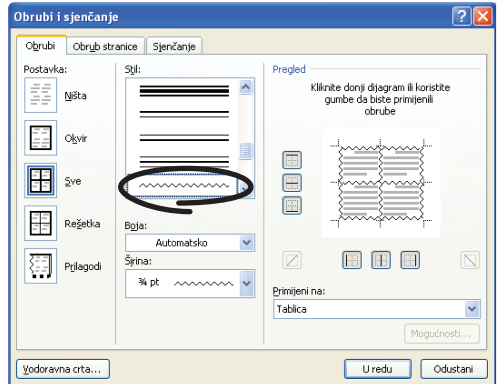 Obrubi i sjenčanje
Obrubi
Obrub stranice
Sjenčanje
Postavka:
Ništa
Okvir
Sve
Rešetka
Prilagodi
Stil:
Boja:
Automatsko
Širina:
¾ pt
Pregled
Kliknite donji dijagram ili koristite
gumbe da biste primijenili
obrube
Primijeni na:
Tablica
Mogućnosti...
Vodoravna crta...
U redu
Odustani